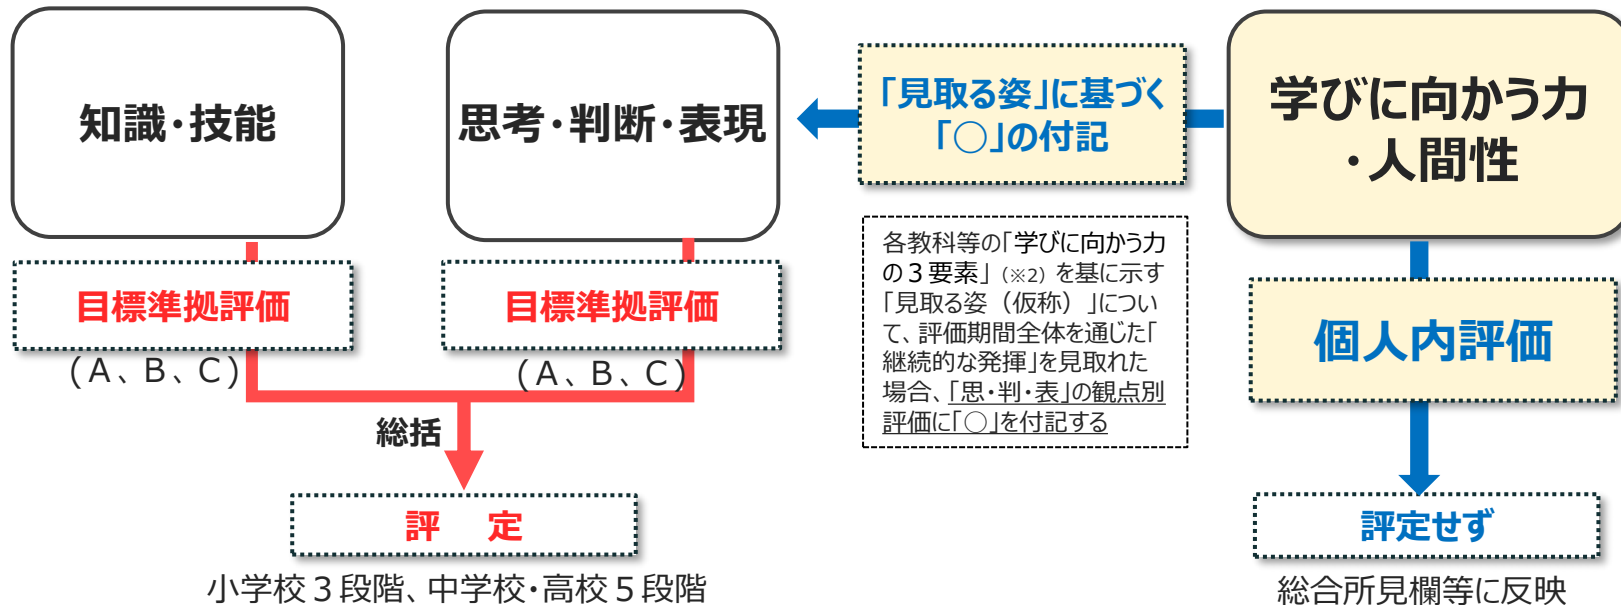 知識・技能
思考・判断・表現
「見取る姿」に基づく
「○」の付記
学びに向かう力
・人間性
各教科等の「学びに向かう力
の３要素」（※2）を基に示す
「見取る姿（仮称）」につい
て、評価期間全体を通じた「
継続的な発揮」を見取れた
場合、「思・判・表」の観点別
評価に「○」を付記する
目標準拠評価
（A、B、C）
目標準拠評価
（A、B、C）
個人内評価
総括
評　定
小学校３段階、中学校・高校５段階
評定せず
総合所見欄等に反映